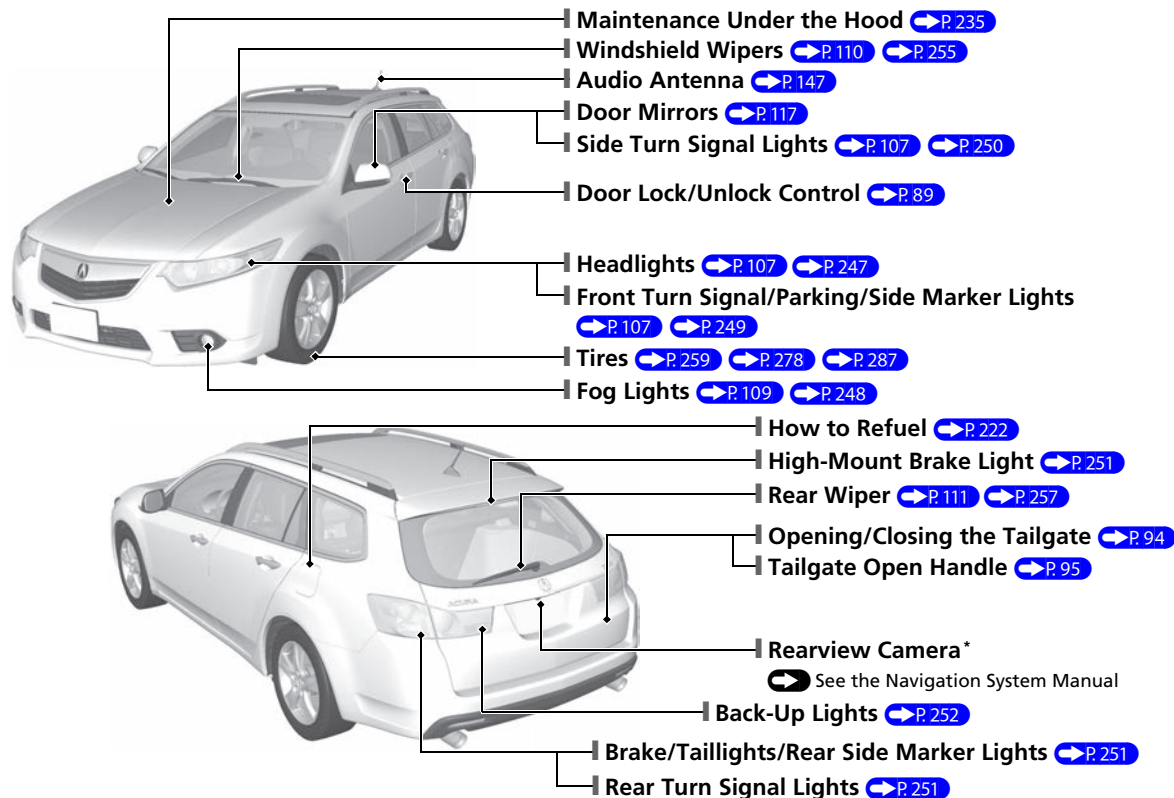 Maintenance Under the Hood P. 235
Windshield Wipers P. 110 P. 255
Audio Antenna P. 147
Door Mirrors P. 117
Side Turn Signal Lights P. 107 P. 250
Door Lock/Unlock Control P. 89
Headlights P. 107 P. 247
Front Turn Signal/Parking/Side Marker Lights
P. 107 P. 249
Tires P. 259 P. 278 P. 287
Fog Lights P. 109 P. 248
How to Refuel P. 222
High-Mount Brake Light P. 251
Rear Wiper P. 111 P. 257
Opening/Closing the Tailgate P. 94
Tailgate Open Handle P. 95
ACURA
Rearview Camera*
See the Navigation System Manual
Back-Up Lights P. 252
Brake/Taillights/Rear Side Marker Lights P. 251
Rear Turn Signal Lights P. 251